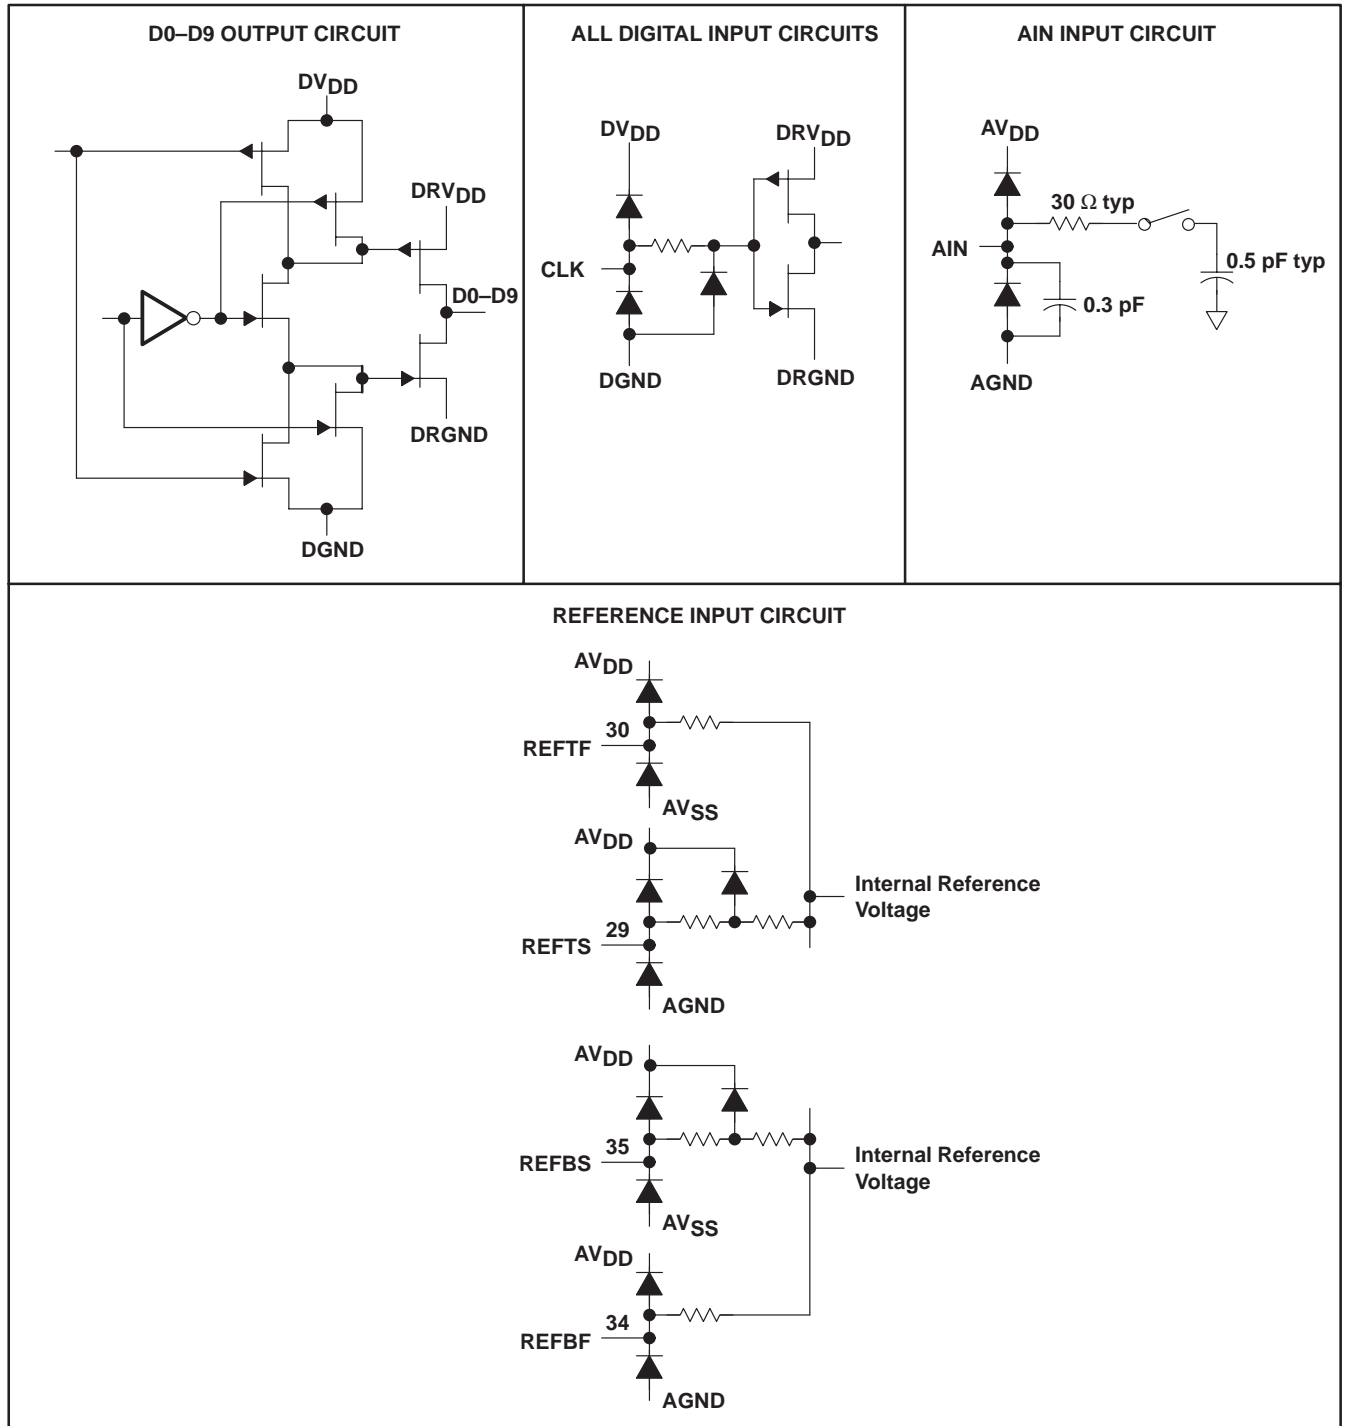 D0–D9 OUTPUT CIRCUIT
DVDD
DRVDD
D0–D9
DRGND
DGND
ALL DIGITAL INPUT CIRCUITS
DVDD
DRVDD
CLK
DGND
DRGND
AIN INPUT CIRCUIT
AVDD
30 Ω typ
AIN
0.5 pF typ
0.3 pF
AGND
REFERENCE INPUT CIRCUIT
AVDD
30
REFTF
AVSS
AVDD
Internal Reference
Voltage
29
REFTS
AGND
AVDD
35
REFBS
Internal Reference
Voltage
AVSS
AVDD
34
REFBF
AGND